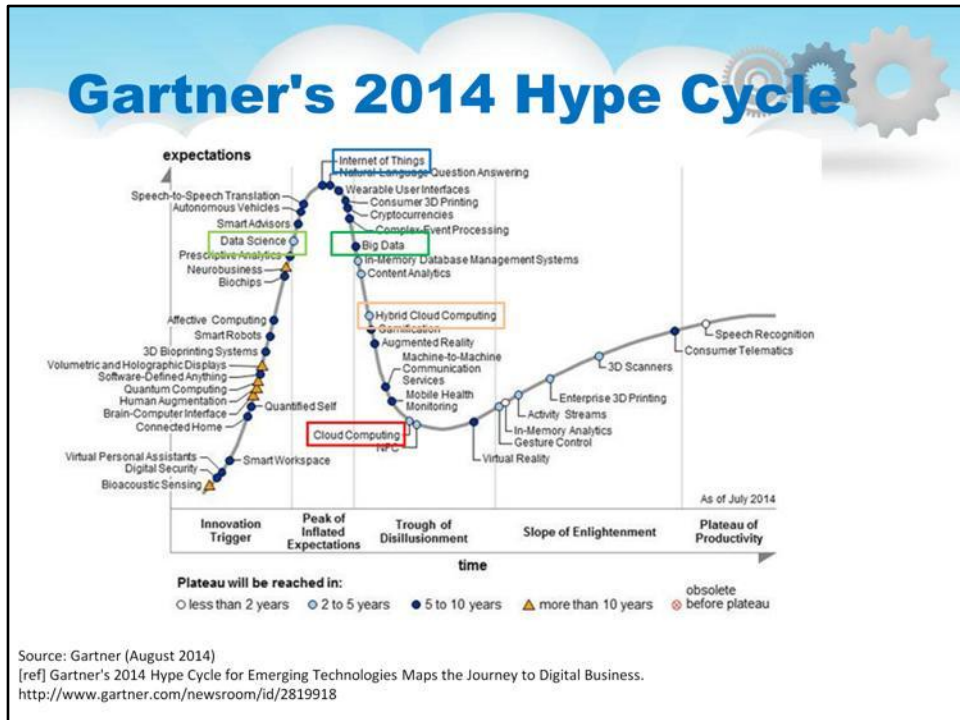 Gartner's 2014 Hype Cycle
expectations
Internet of Things
Natural-Language Question Answering
Wearable User Interfaces
Consumer 3D Printing
Cryptocurrencies
Complex-Event Processing
Big Data
In-Memory Database Management Systems
Content Analytics
Hybrid Cloud Computing
Gamification
Augmented Reality
Machine-to-Machine
Communication
Services
Mobile Health
Monitoring
Cloud Computing
NFC
Speech-to-Speech Translation
Autonomous Vehicles
Smart Advisors
Data Science
Prescriptive Analytics
Neurobusiness
Biochips
Affective Computing
Smart Robots
3D Bioprinting Systems
Volumetric and Holographic Displays
Software-Defined Anything
Quantum Computing
Human Augmentation
Brain-Computer Interface
Quantified Self
Connected Home
Virtual Personal Assistants
Smart Workspace
Digital Security
Bioacoustic Sensing
Speech Recognition
Consumer Telematics
3D Scanners
Enterprise 3D Printing
Activity Streams
In-Memory Analytics
Gesture Control
Virtual Reality
As of July 2014
Innovation
Trigger
Peak of
Inflated
Expectations
Trough of
Disillusionment
Slope of Enlightenment
Plateau of
Productivity
time
Plateau will be reached in:
less than 2 years
2 to 5 years
5 to 10 years
more than 10 years
obsolete
before plateau
Source: Gartner (August 2014)
[ref] Gartner's 2014 Hype Cycle for Emerging Technologies Maps the Journey to Digital Business.
http://www.gartner.com/newsroom/id/2819918